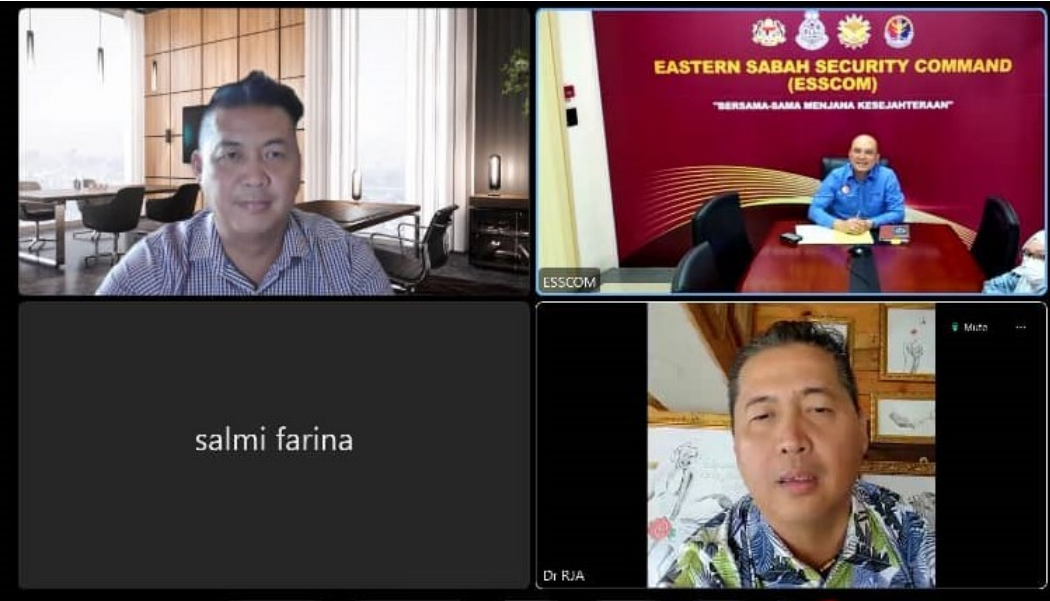 EASTERN SABAH SECURITY COMMAND
(ESSCOM)
"BERSAMA-SAMA MENJANA KESEJAHTERAAN"
ESSCOM
salmi farina
Mute
Dr RJA